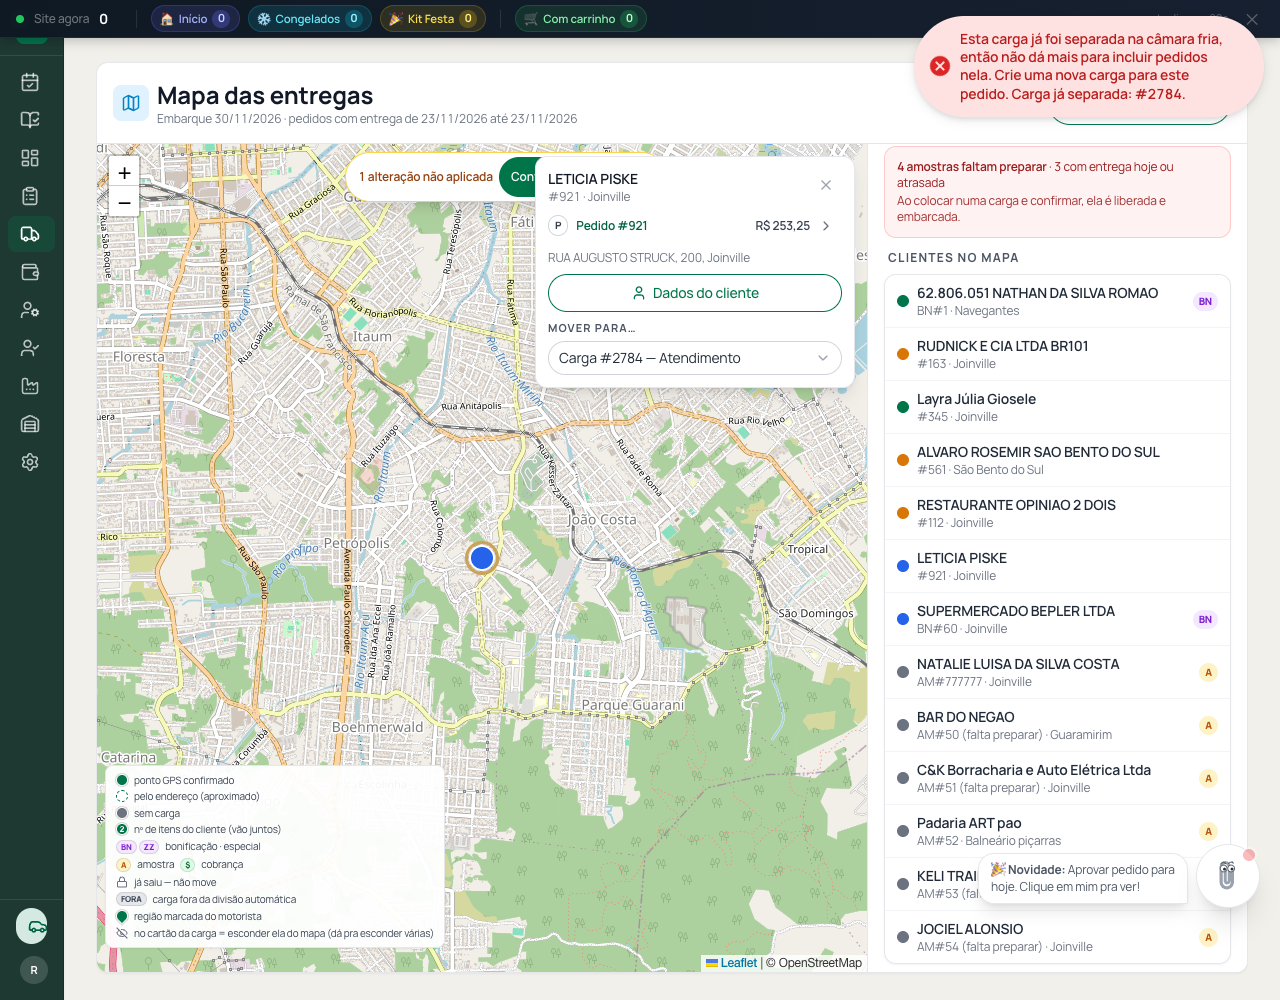 Site agora 0
Início 0
Congelados 0
Kit Festa 0
Com carrinho 0
Esta carga já foi separada na câmara fria,
então não dá mais para incluir pedidos
nela. Crie uma nova carga para este
pedido. Carga já separada: #2784.
Mapa das entregas
Embarque 30/11/2026 · pedidos com entrega de 23/11/2026 até 23/11/2026
+
−
1 alteração não aplicada
LETICIA PISKE
#921 · Joinville
P Pedido #921 R$ 253,25
RUA AUGUSTO STRUCK, 200, Joinville
Dados do cliente
MOVER PARA...
Carga #2784 — Atendimento
4 amostras faltam preparar · 3 com entrega hoje ou
atrasada
Ao colocar numa carga e confirmar, ela é liberada e
embarcada.
CLIENTES NO MAPA
62.806.051 NATHAN DA SILVA ROMAO
BN#1 · Navegantes
BN
RUDNICK E CIA LTDA BR101
#163 · Joinville
Layra Júlia Giosele
#345 · Joinville
ALVARO ROSEMIR SAO BENTO DO SUL
#561 · São Bento do Sul
RESTAURANTE OPINIAO 2 DOIS
#112 · Joinville
LETICIA PISKE
#921 · Joinville
SUPERMERCADO BEPLER LTDA
BN#60 · Joinville
BN
NATALIE LUISA DA SILVA COSTA
AM#777777 · Joinville
A
BAR DO NEGAO
AM#50 (falta preparar) · Guaramirim
A
C&K Borracharia e Auto Elétrica Ltda
AM#51 (falta preparar) · Joinville
A
Padaria ART pao
AM#52 · Balneário piçarras
A
AM#53
JOCIEL ALONSIO
AM#54 (falta preparar) · Joinville
A
Novidade: Aprovar pedido para
hoje. Clique em mim pra ver!
Rua Graciosa
Rua São Paulo
Rua Teresópolis
Rua Florianópolis
Ramal de São Francisco
Rua Guarujá
Itaum
Floresta
Rua Fátima
Rio Itaum-Mirim
Rua Anitápolis
Rua Rio Velho
Rua Ituzaigo
Rio Itaum
Rua Padre Roma
Rua Kesser Zattar
Rua Colombo
João Costa
Rico
Petrópolis
Rio Bucarein
Rua São Paulo
Avenida Paulo Schroeder
Rio Itaum-Açu
Rua Ida Ana Eccel
Rua João Ramalho
Tropical
São Domingos
Parque Guarani
Boehmerwald
Catarina
ponto GPS confirmado
pelo endereço (aproximado)
sem carga
2 nº de itens do cliente (vão juntos)
BN ZZ bonificação · especial
A amostra $ cobrança
já saiu — não move
FORA carga fora da divisão automática
região marcada do motorista
no cartão da carga = esconder ela do mapa (dá pra esconder várias)
Leaflet | © OpenStreetMap
R